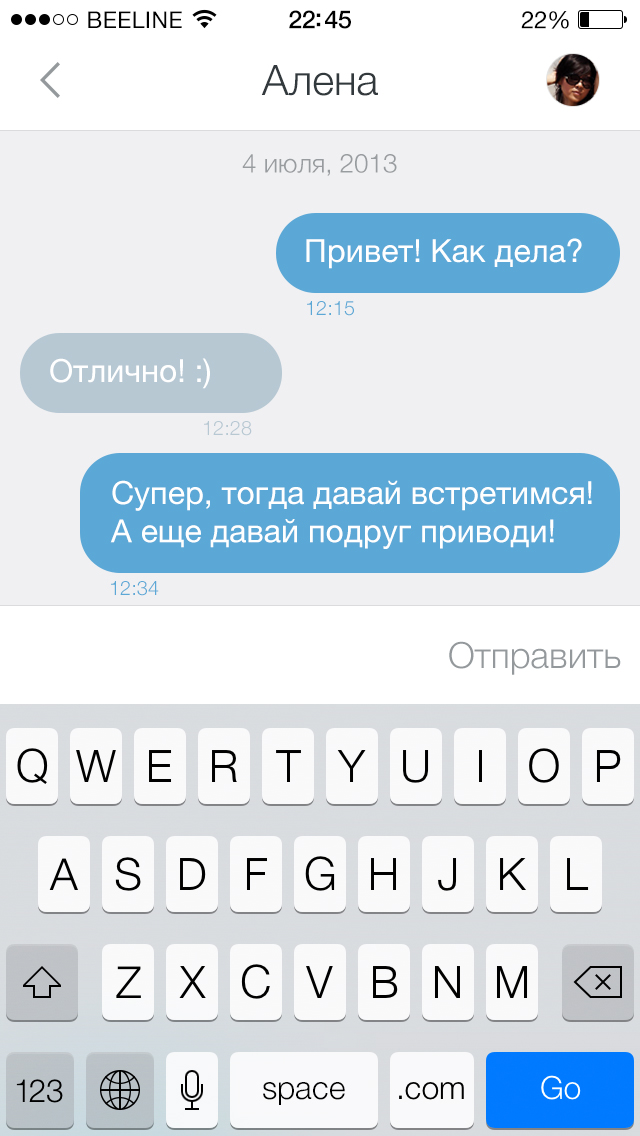 BEELINE 22:45 22%
Алена
4 июля, 2013
Привет! Как дела?
12:15
Отлично! :)
12:28
Супер, тогда давай встретимся!
А еще давай подруг приводи!
12:34
Отправить
Q W E R T Y U I O P
A S D F G H J K L
Z X C V B N M
123 space .com Go